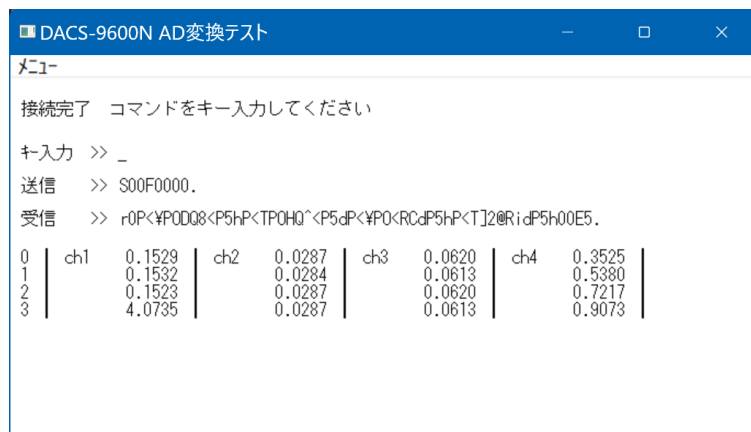 DACS-9600N AD変換テスト
メニュー
接続完了 コマンドをキー入力してください
キー入力 >> _
送信 >> S00F0000.
受信 >> r0P<¥P0DQ8<P5hP<TP0HQ^<P5dP<¥P0<RCdP5hP<T]2@RidP5h00E5.
0 ch1 0.1529 ch2 0.0287 ch3 0.0620 ch4 0.3525
1 0.1532 0.0284 0.0613 0.5380
2 0.1523 0.0287 0.0620 0.7217
3 4.0735 0.0287 0.0613 0.9073